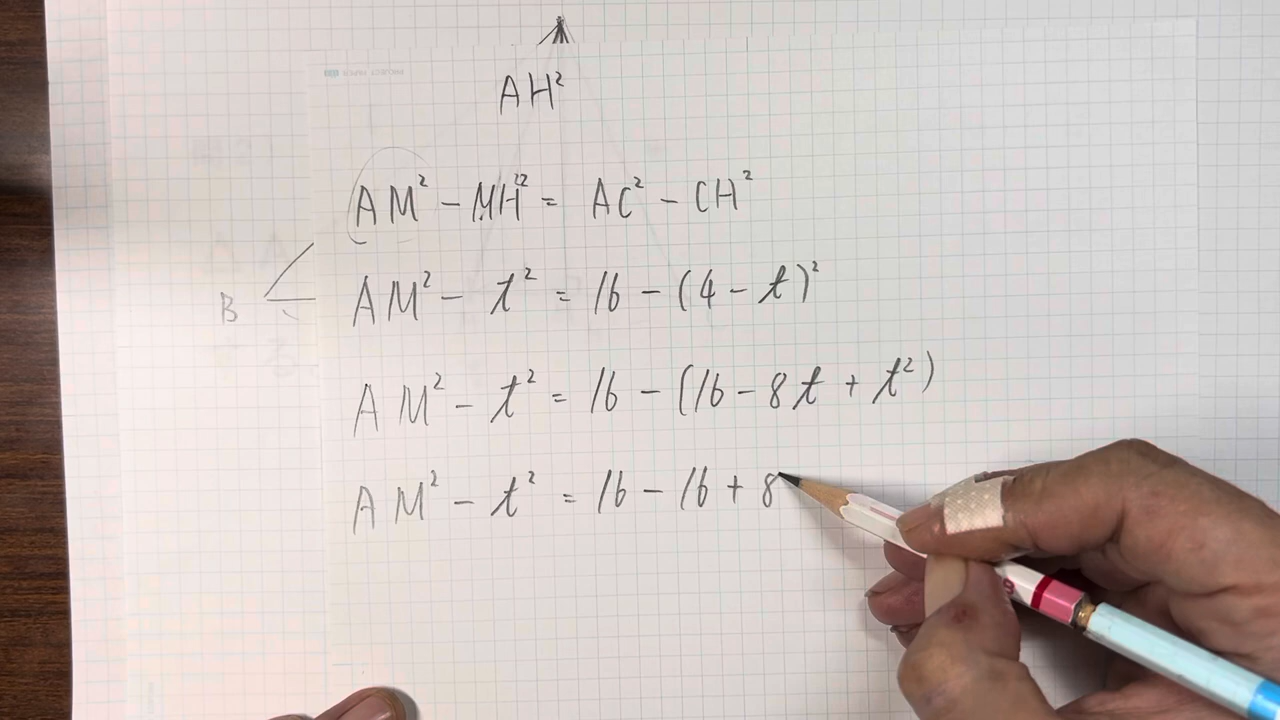 AH²
AM² - MH² = AC² - CH²
B
AM² - t² = 16 - (4 - t)²
AM² - t² = 16 - (16 - 8t + t²)
AM² - t² = 16 - 16 + 8